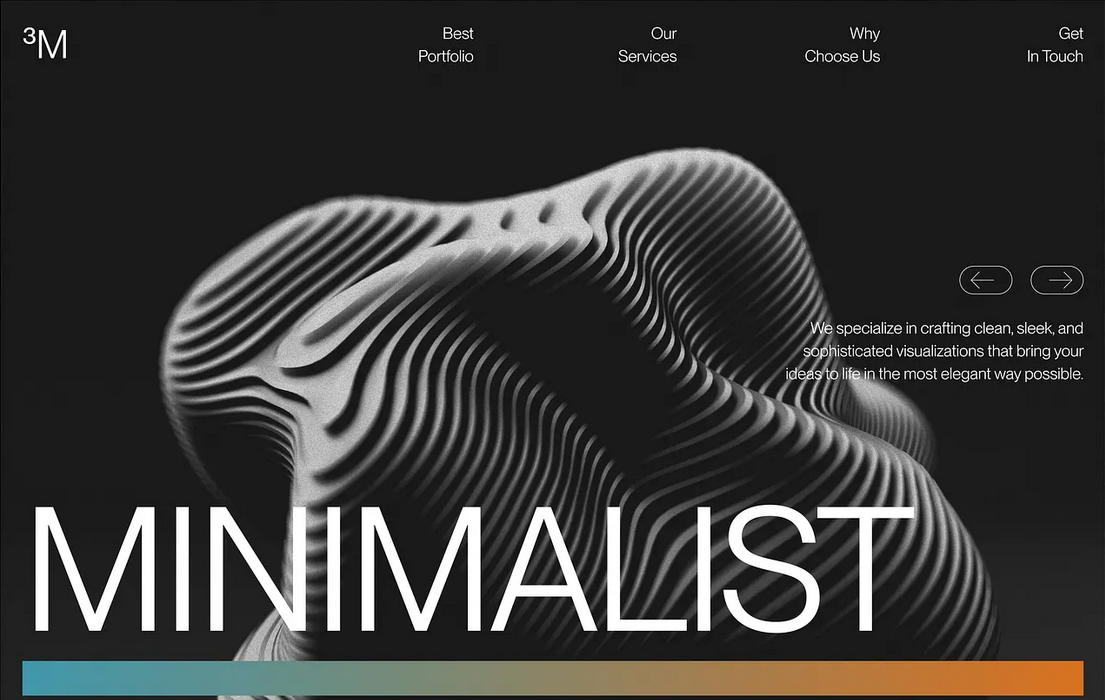 ³M
Best
Portfolio
Our
Services
Why
Choose Us
Get
In Touch
We specialize in crafting clean, sleek, and
sophisticated visualizations that bring your
ideas to life in the most elegant way possible.
MINIMALIST